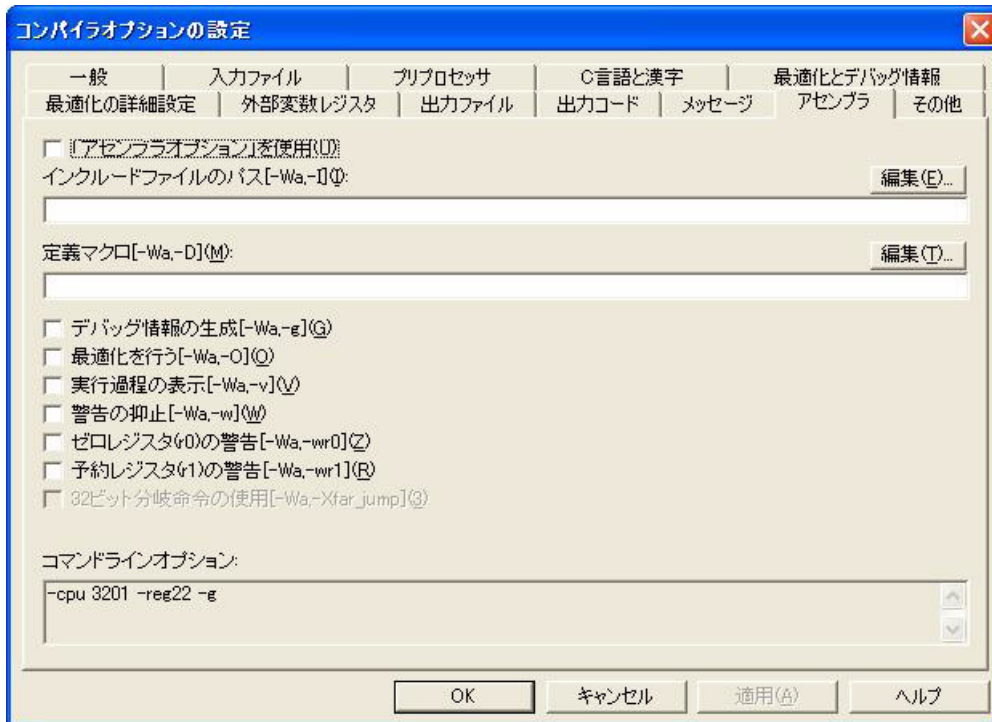 コンパイラオプションの設定
一般 入力ファイル プリプロセッサ C言語と漢字 最適化とデバッグ情報
最適化の詳細設定 外部変数レジスタ 出力ファイル 出力コード メッセージ アセンブラ その他
「アセンブラオプション」を使用(U)
インクルードファイルのパス[-Wa,-I](I): 編集(E)...
定義マクロ[-Wa,-D](M): 編集(T)...
デバッグ情報の生成[-Wa,-g](G)
最適化を行う[-Wa,-O](O)
実行過程の表示[-Wa,-v](V)
警告の抑止[-Wa,-w](W)
ゼロレジスタ(r0)の警告[-Wa,-wr0](Z)
予約レジスタ(r1)の警告[-Wa,-wr1](R)
32ビット分岐命令の使用[-Wa,-Xfar_jump](3)
コマンドラインオプション:
-cpu 3201 -reg22 -g
OK キャンセル 適用(A) ヘルプ